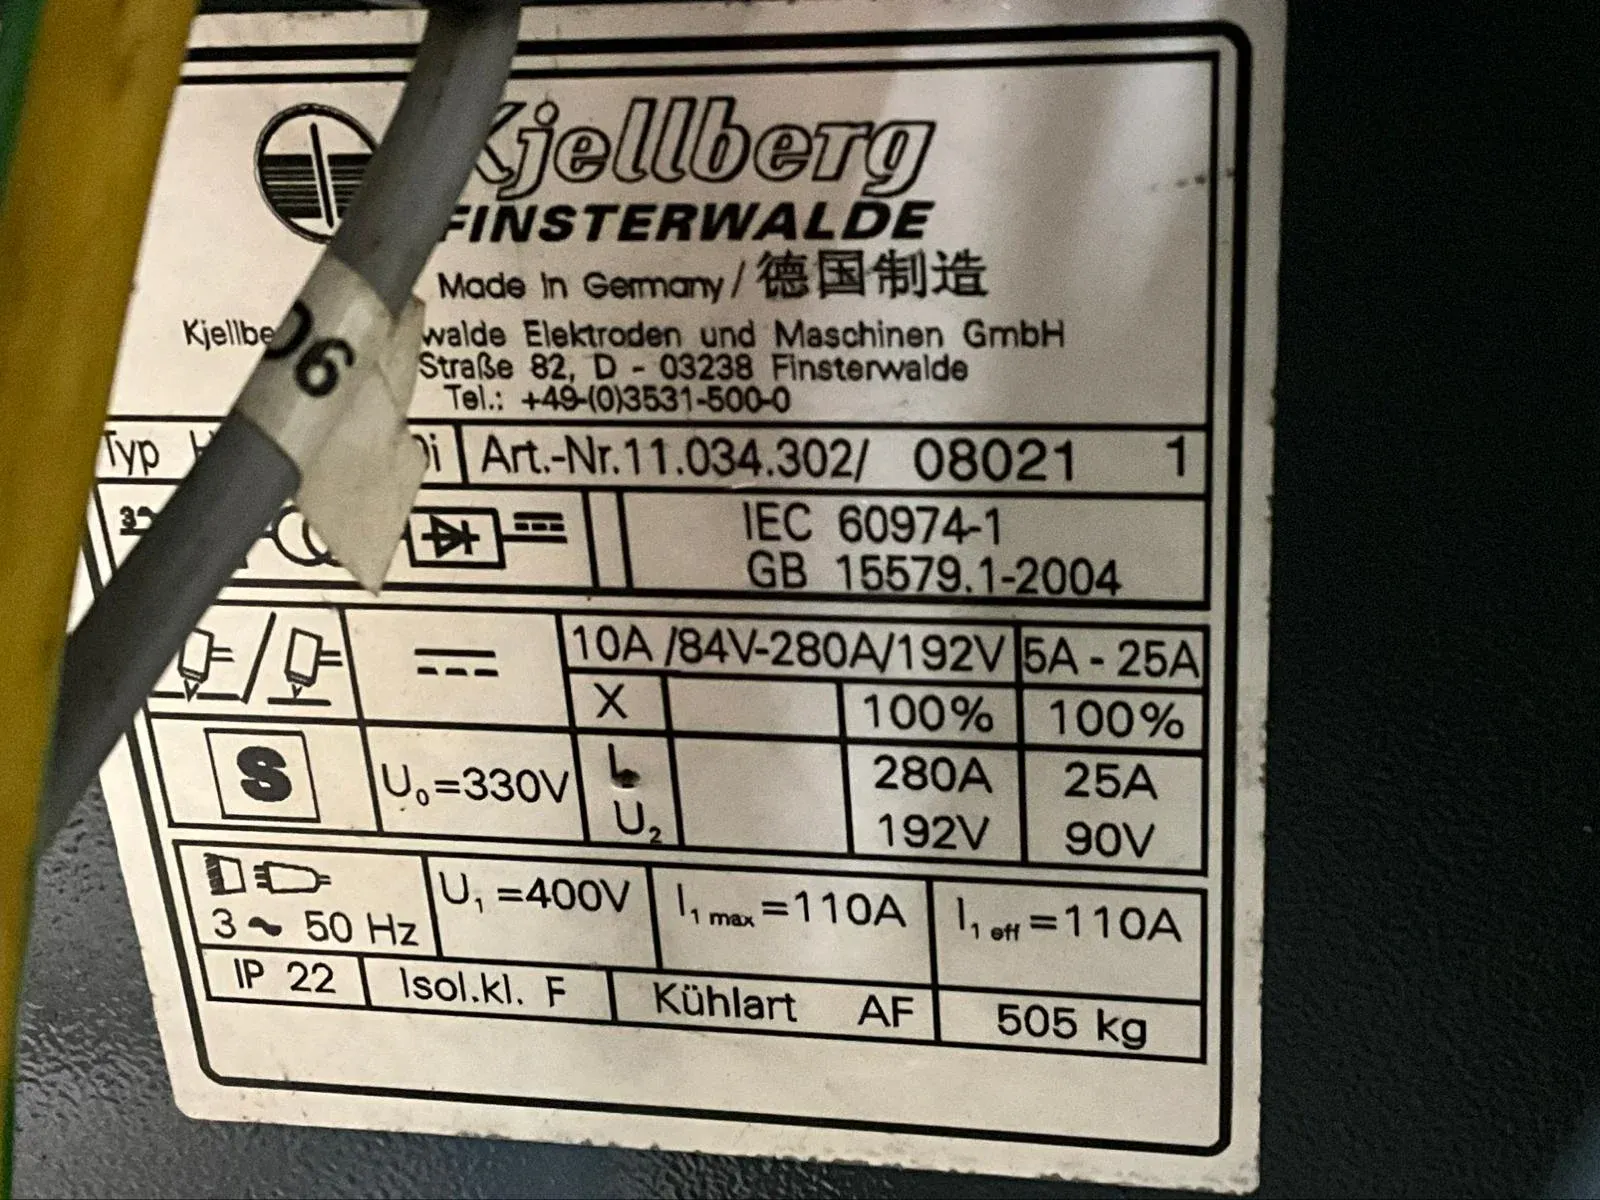 Kjellberg
FINSTERWALDE
Made in Germany / 德国制造
Elektroden und Maschinen GmbH
Straße 82, D - 03238 Finsterwalde
Tel.: +49-(0)3531-500-0
Typ
Art.-Nr.11.034.302/ 08021 1
3~
IEC 60974-1
GB 15579.1-2004
10A /84V-280A/192V 5A - 25A
X 100% 100%
S U₀=330V 280A 25A
U₂ 192V 90V
3 ~ 50 Hz U₁ =400V I₁ max =110A I₁ eff =110A
IP 22 Isol.kl. F Kühlart AF 505 kg
06